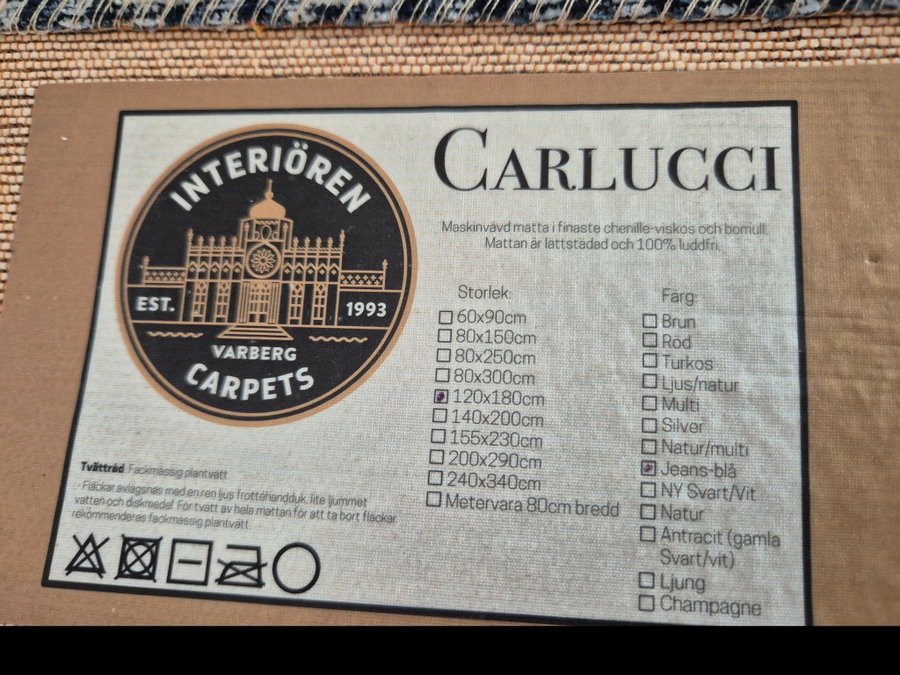 INTERIÖREN
EST. 1993
VARBERG
CARPETS
CARLUCCI
Maskinvävd matta i finaste chenille-viskos och bomull.
Mattan är lättstädad och 100% luddfri.
Storlek:
60x90cm
80x150cm
80x250cm
80x300cm
120x180cm
140x200cm
155x230cm
200x290cm
240x340cm
Metervara 80cm bredd
Färg:
Brun
Röd
Turkos
Ljus/natur
Multi
Silver
Natur/multi
Jeans-blå
NY Svart/Vit
Natur
Antracit (gamla
Svart/vit)
Ljung
Champagne
Tvättråd: Fackmässig plantvätt
- Fläckar avlägsnas med en ren ljus frottéhandduk, lite ljummet
vatten och diskmedel. För tvätt av hela mattan för att ta bort fläckar
rekommenderas fackmässig plantvätt.